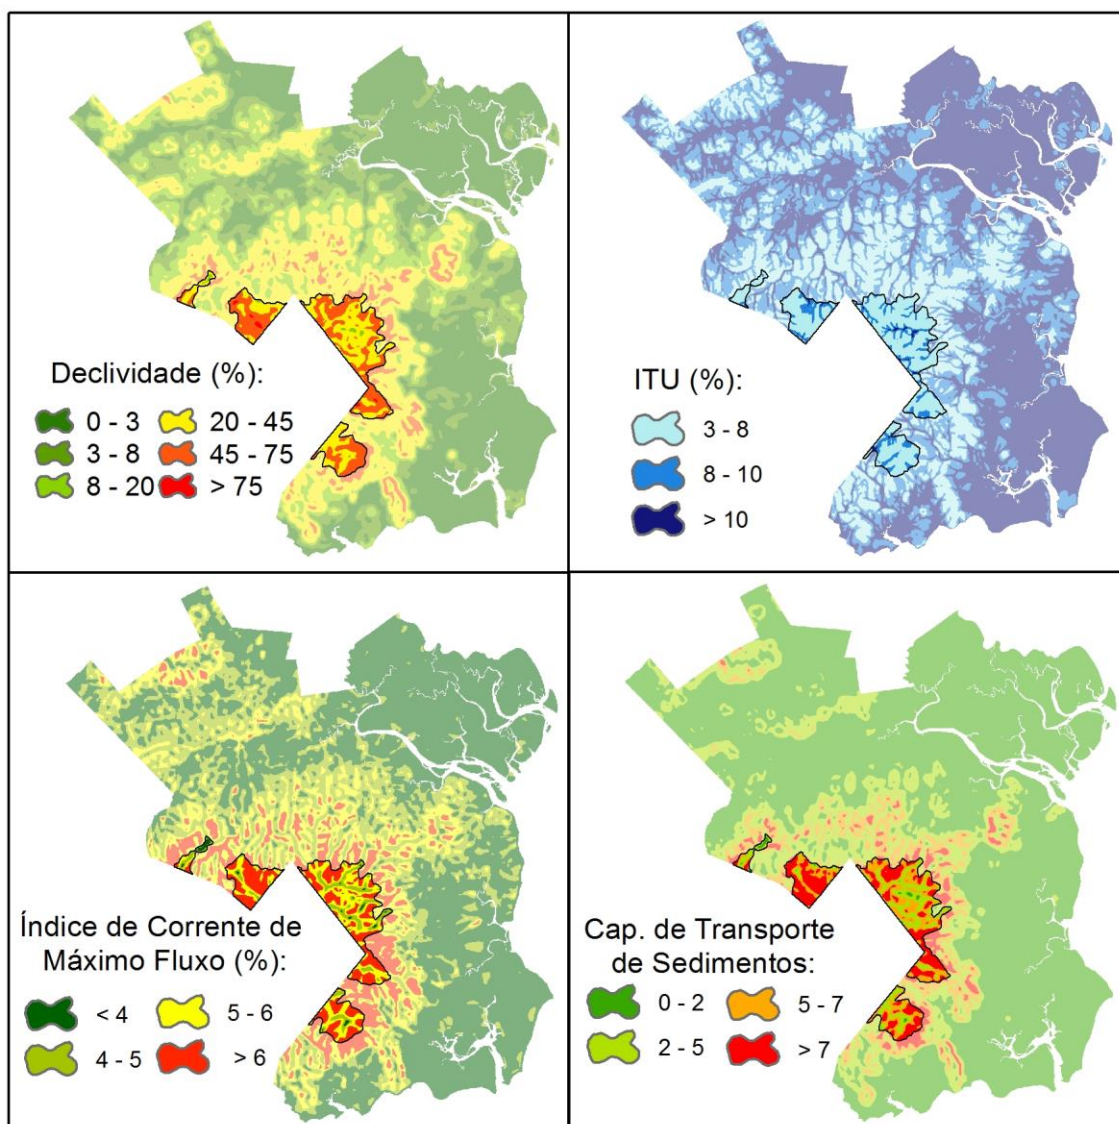 Declividade (%):
0 - 3
20 - 45
3 - 8
45 - 75
8 - 20
> 75
ITU (%):
3 - 8
8 - 10
> 10
Índice de Corrente de
Máximo Fluxo (%):
< 4
5 - 6
4 - 5
> 6
Cap. de Transporte
de Sedimentos:
0 - 2
5 - 7
2 - 5
> 7